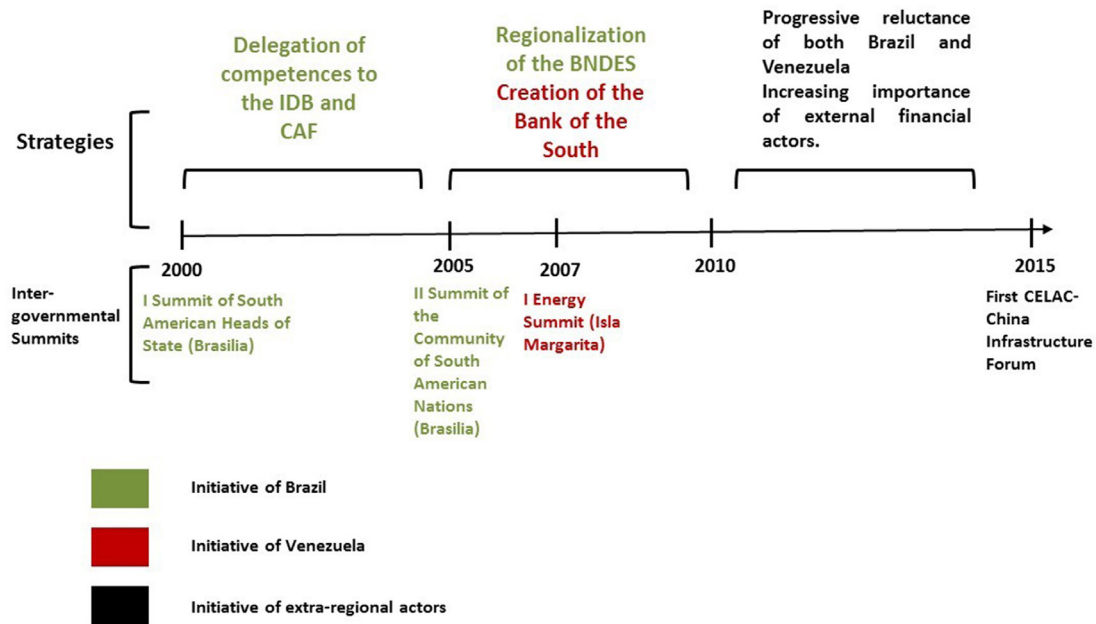 Delegation of
competences to
the IDB and
CAF
Regionalization
of the BNDES
Creation of the
Bank of the
South
Progressive reluctance
of both Brazil and
Venezuela
Increasing importance
of external financial
actors.
Strategies
2000
2005
2007
2010
2015
Inter-
governmental
Summits
I Summit of South
American Heads of
State (Brasilia)
II Summit of
the
Community
of South
American
Nations
(Brasilia)
I Energy
Summit (Isla
Margarita)
First CELAC-
China
Infrastructure
Forum
Initiative of Brazil
Initiative of Venezuela
Initiative of extra-regional actors